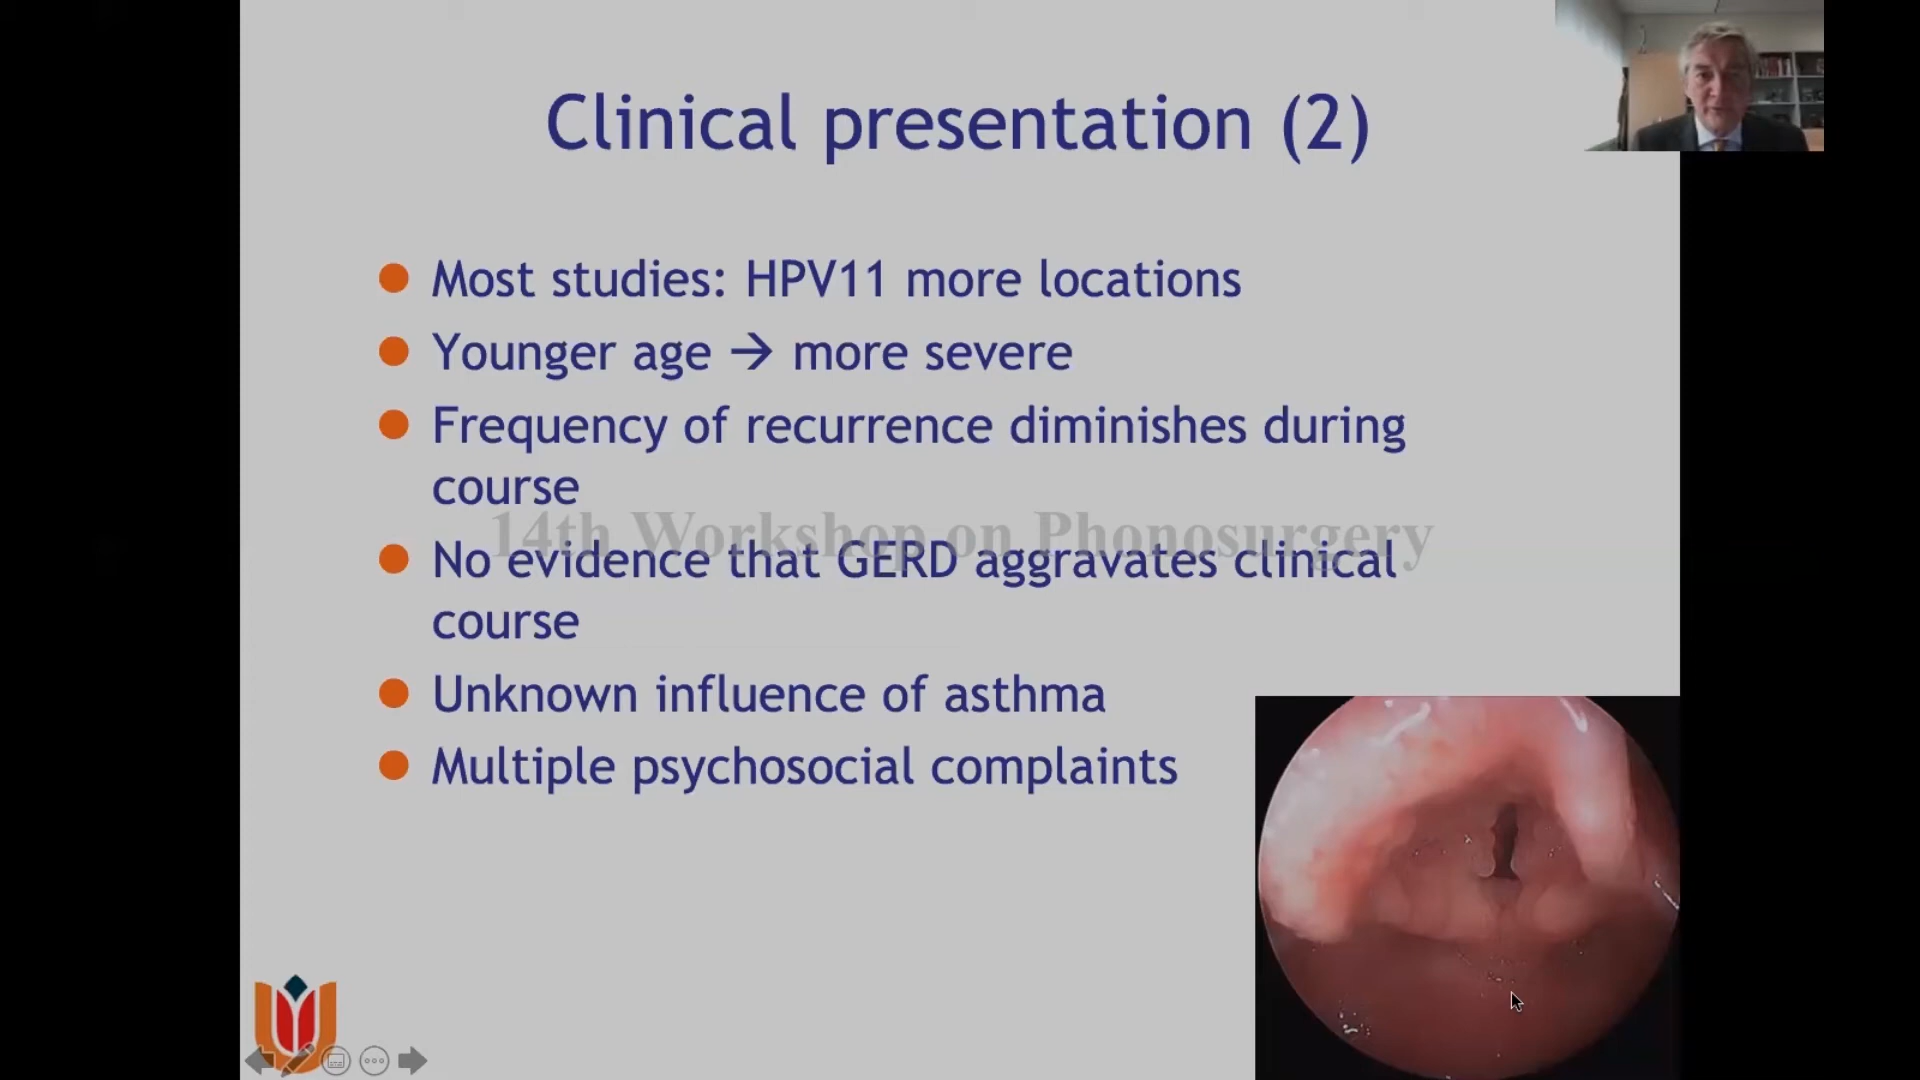 Clinical presentation (2)
Most studies: HPV11 more locations
Younger age → more severe
Frequency of recurrence diminishes during
course
14th Workshop on Phonosurgery
No evidence that GERD aggravates clinical
course
Unknown influence of asthma
Multiple psychosocial complaints